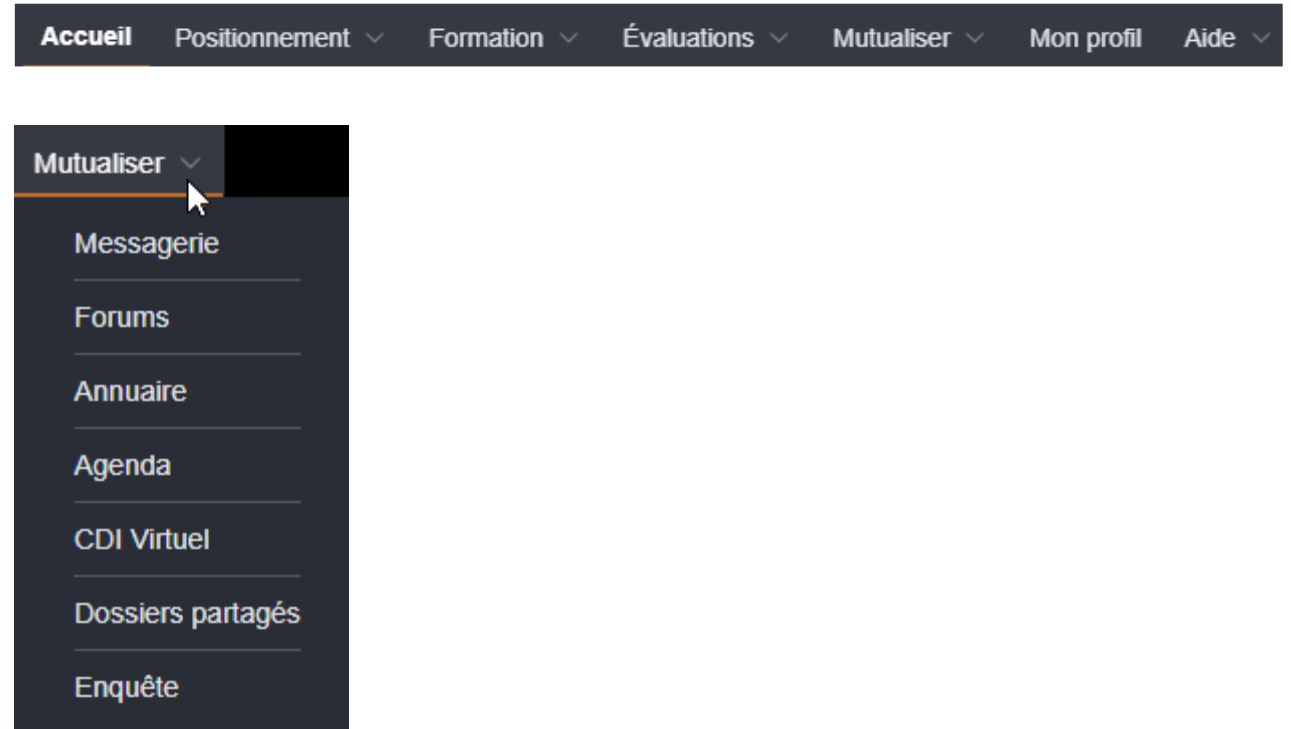 Accueil Positionnement Formation Évaluations Mutualiser Mon profil Aide
Mutualiser
Messagerie
Forums
Annuaire
Agenda
CDI Virtuel
Dossiers partagés
Enquête